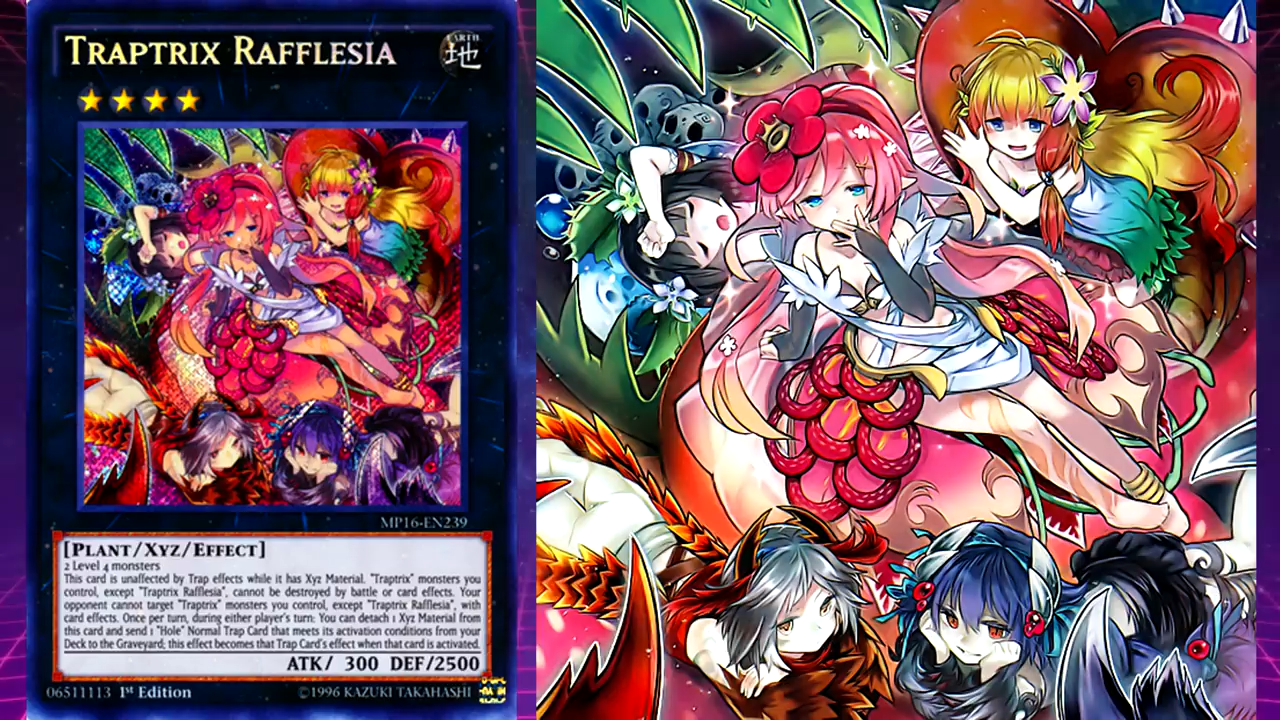 TRAPTRIX RAFFLESIA
EARTH
地
MP16-EN239
[PLANT/XYZ/EFFECT]
2 Level 4 monsters
This card is unaffected by Trap effects while it has Xyz Material. "Traptrix" monsters you
control, except "Traptrix Rafflesia", cannot be destroyed by battle or card effects. Your
opponent cannot target "Traptrix" monsters you control, except "Traptrix Rafflesia", with
card effects. Once per turn, during either player's turn: You can detach 1 Xyz Material from
this card and send 1 "Hole" Normal Trap Card that meets its activation conditions from your
Deck to the Graveyard; this effect becomes that Trap Card's effect when that card is activated.
ATK/ 300 DEF/2500
06511113 1st Edition ©1996 KAZUKI TAKAHASHI